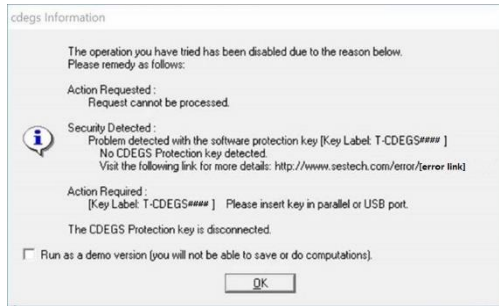 cdegs Information
The operation you have tried has been disabled due to the reason below.
Please remedy as follows:
Action Requested :
Request cannot be processed.
Security Detected :
Problem detected with the software protection key [Key Label: T-CDEGS#### ]
No CDEGS Protection key detected.
Visit the following link for more details: http://www.sestech.com/error/[error link]
Action Required :
[Key Label: T-CDEGS#### ] Please insert key in parallel or USB port.
The CDEGS Protection key is disconnected.
Run as a demo version (you will not be able to save or do computations).
OK